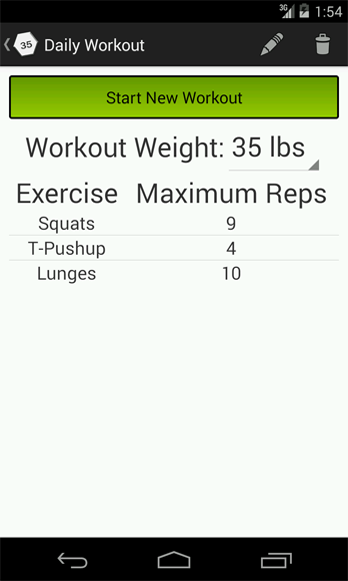 3G 1:54
35 Daily Workout
Start New Workout
Workout Weight: 35 lbs
Exercise Maximum Reps
Squats 9
T-Pushup 4
Lunges 10